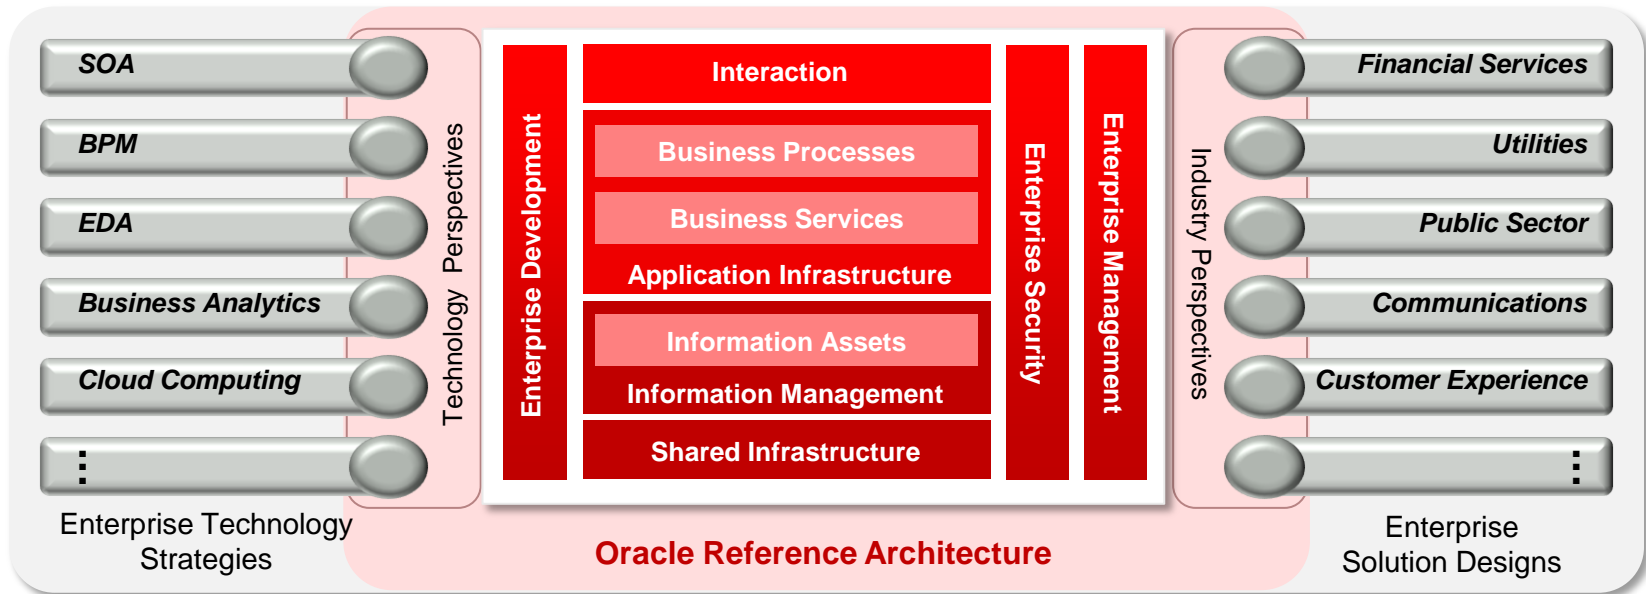 SOA
BPM
EDA
Business Analytics
Cloud Computing
⋮
Enterprise Technology
Strategies
Technology Perspectives
Enterprise Development
Interaction
Business Processes
Business Services
Application Infrastructure
Information Assets
Information Management
Shared Infrastructure
Enterprise Security
Enterprise Management
Oracle Reference Architecture
Industry Perspectives
Financial Services
Utilities
Public Sector
Communications
Customer Experience
⋮
Enterprise
Solution Designs